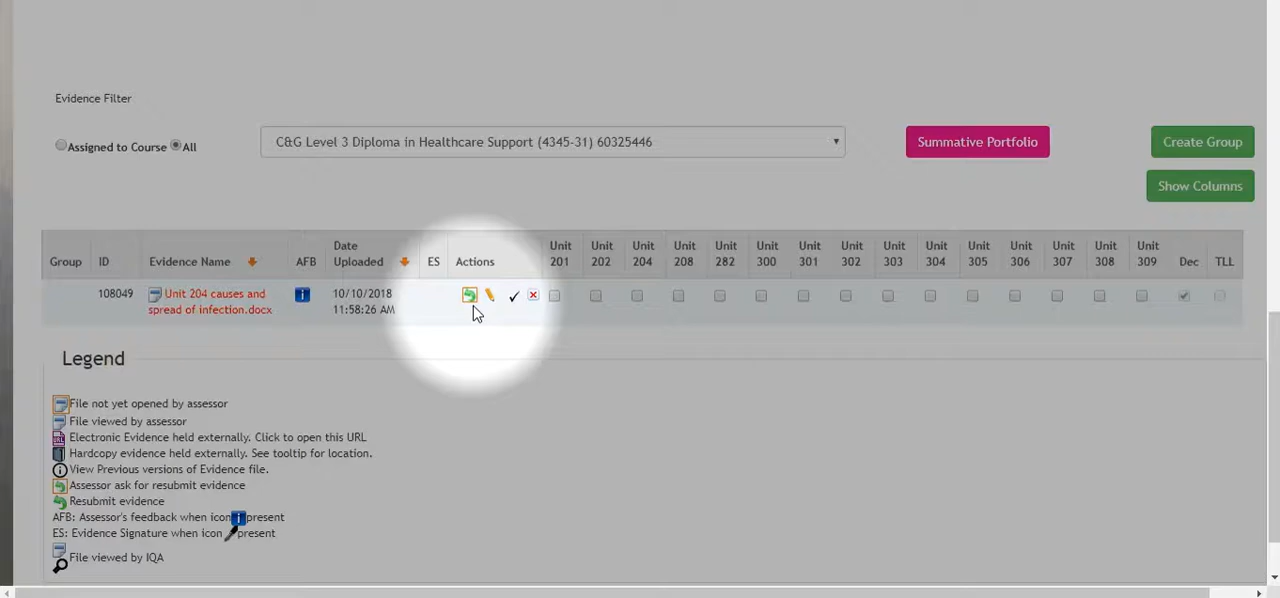 Evidence Filter
Assigned to Course All
C&G Level 3 Diploma in Healthcare Support (4345-31) 60325446
Summative Portfolio
Create Group
Show Columns
Group ID Evidence Name AFB Date Uploaded ES Actions Unit 201 Unit 202 Unit 204 Unit 208 Unit 282 Unit 300 Unit 301 Unit 302 Unit 303 Unit 304 Unit 305 Unit 306 Unit 307 Unit 308 Unit 309 Dec TLL
108049 Unit 204 causes and 10/10/2018
spread of infection.docx 11:58:26 AM
Legend
File not yet opened by assessor
File viewed by assessor
Electronic Evidence held externally. Click to open this URL
Hardcopy evidence held externally. See tooltip for location.
View Previous versions of Evidence file.
Assessor ask for resubmit evidence
Resubmit evidence
AFB: Assessor's feedback when icon present
ES: Evidence Signature when icon present
File viewed by IQA